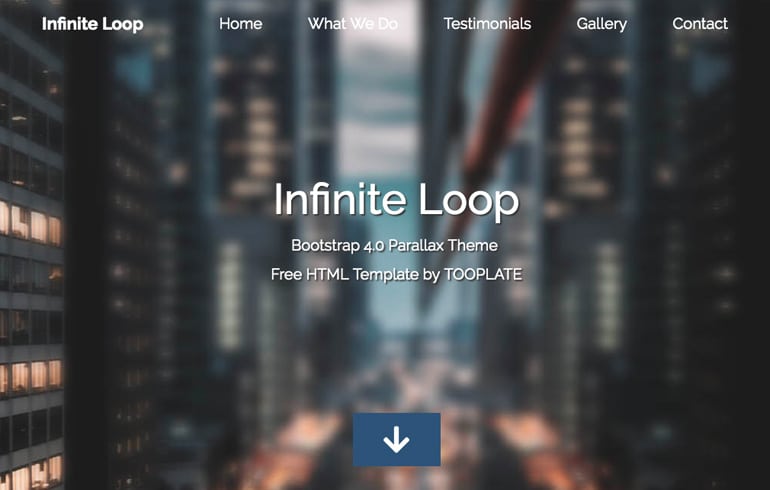 Infinite Loop
Home What We Do Testimonials Gallery Contact
Infinite Loop
Bootstrap 4.0 Parallax Theme
Free HTML Template by TOOPLATE